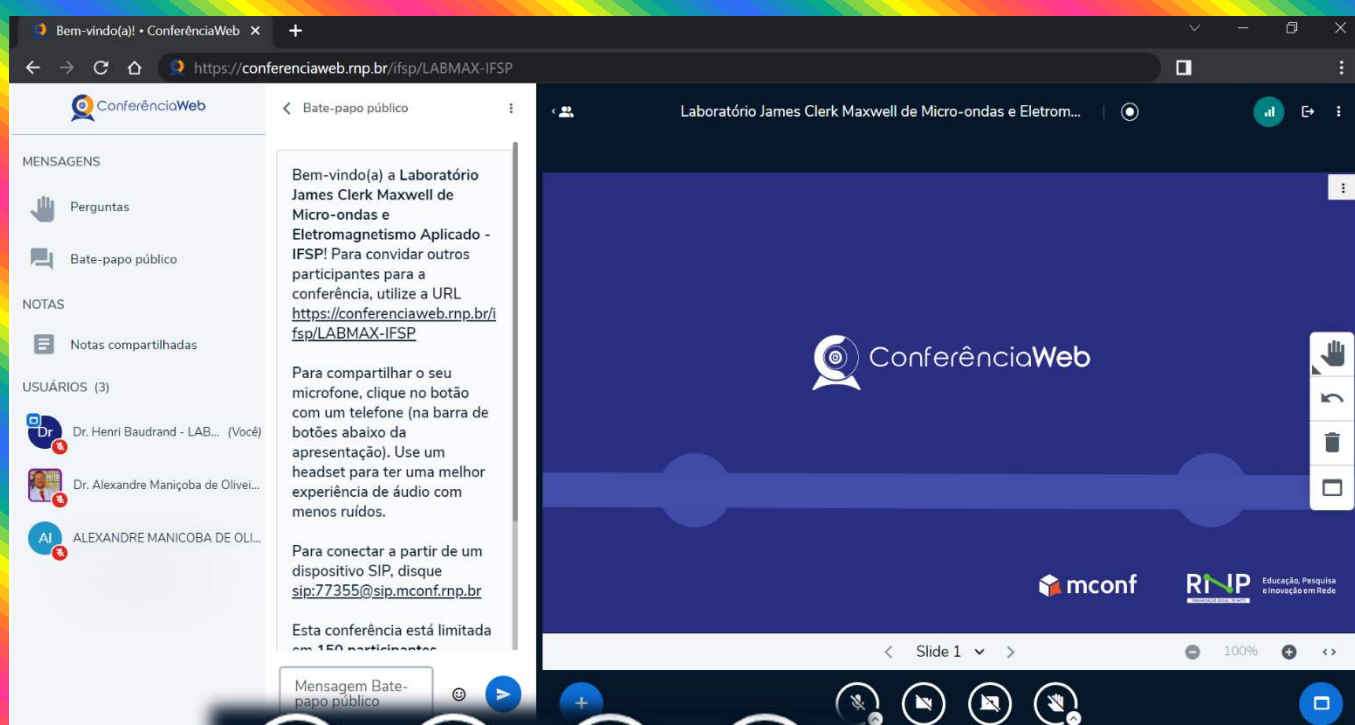 Bem-vindo(a)! • ConferênciaWeb
https://conferenciaweb.rnp.br/ifsp/LABMAX-IFSP
ConferênciaWeb
MENSAGENS
Perguntas
Bate-papo público
NOTAS
Notas compartilhadas
USUÁRIOS (3)
Dr
Dr. Henri Baudrand - LAB... (Você)
Dr. Alexandre Maniçoba de Olivei...
Al
ALEXANDRE MANICOBA DE OLI...
Bate-papo público
Bem-vindo(a) a Laboratório
James Clerk Maxwell de
Micro-ondas e
Eletromagnetismo Aplicado -
IFSP! Para convidar outros
participantes para a
conferência, utilize a URL
https://conferenciaweb.rnp.br/i
fsp/LABMAX-IFSP
Para compartilhar o seu
microfone, clique no botão
com um telefone (na barra de
botões abaixo da
apresentação). Use um
headset para ter uma melhor
experiência de áudio com
menos ruídos.
Para conectar a partir de um
dispositivo SIP, disque
sip:77355@sip.mconf.rnp.br
Esta conferência está limitada
em 150 participantes
Mensagem Bate-
papo público
Laboratório James Clerk Maxwell de Micro-ondas e Eletrom...
ConferênciaWeb
mconf
RNP
Educação, Pesquisa
e Inovação em Rede
Slide 1
100%